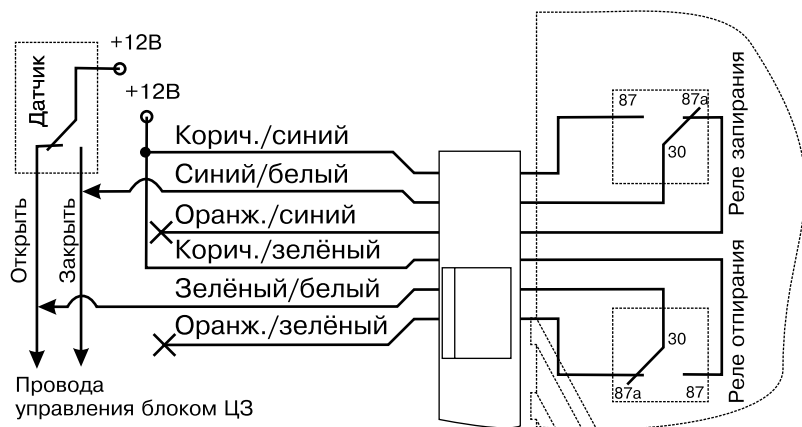 +12В
Датчик
+12В
Корич./синий
Синий/белый
Оранж./синий
Корич./зелёный
Зелёный/белый
Оранж./зелёный
Открыть
Закрыть
Провода
управления блоком ЦЗ
87
87а
30
Реле запирания
30
87а
87
Реле отпирания